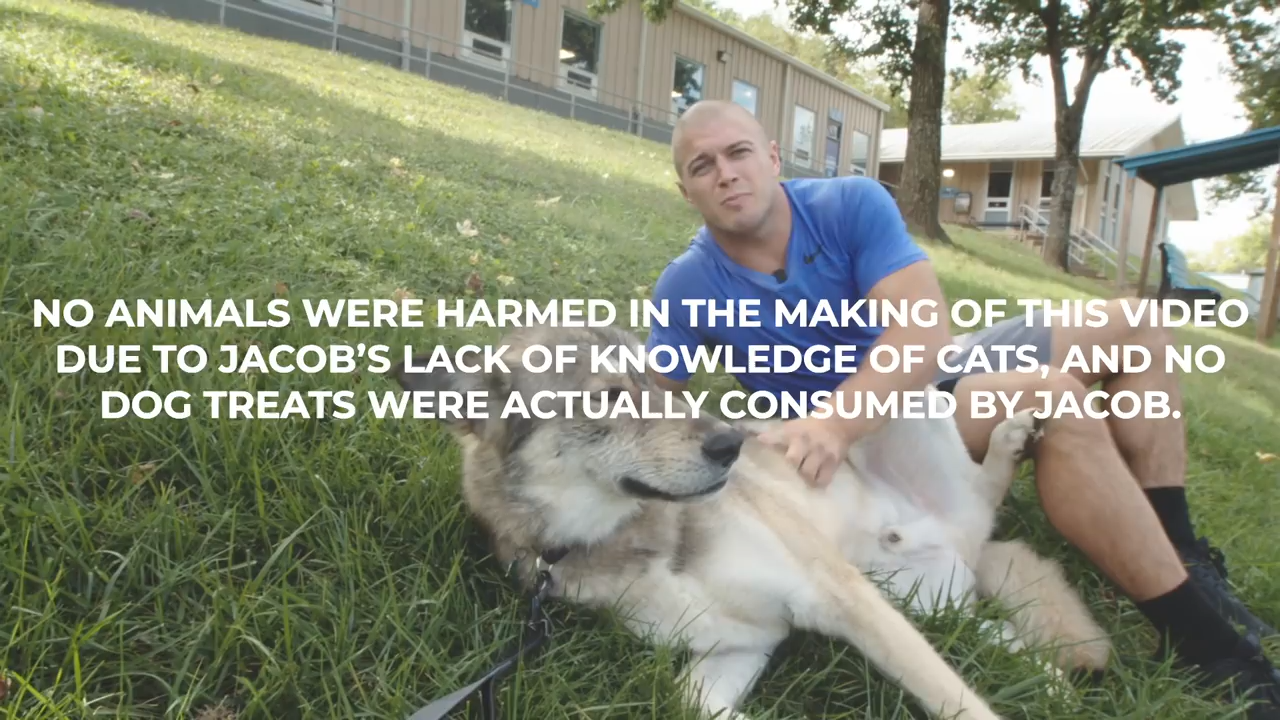 NO ANIMALS WERE HARMED IN THE MAKING OF THIS VIDEO
DUE TO JACOB’S LACK OF KNOWLEDGE OF CATS, AND NO
DOG TREATS WERE ACTUALLY CONSUMED BY JACOB.